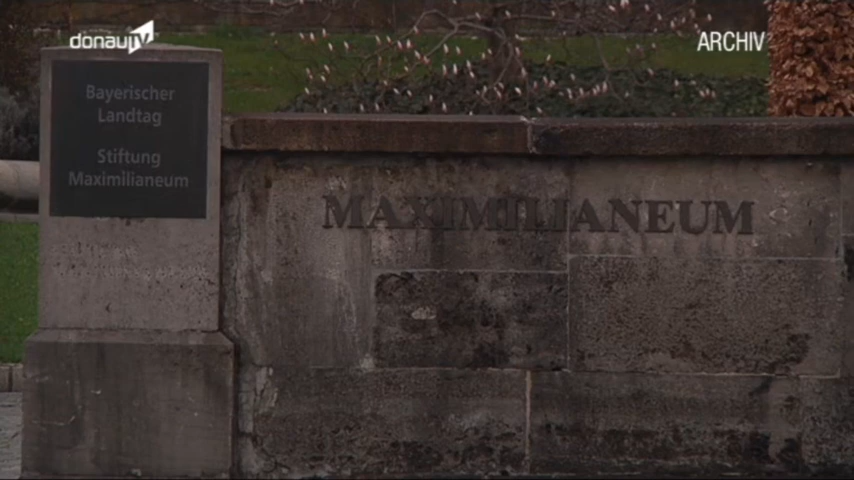 donau tv
ARCHIV
Bayerischer
Landtag
Stiftung
Maximilianeum
MAXIMILIANEUM